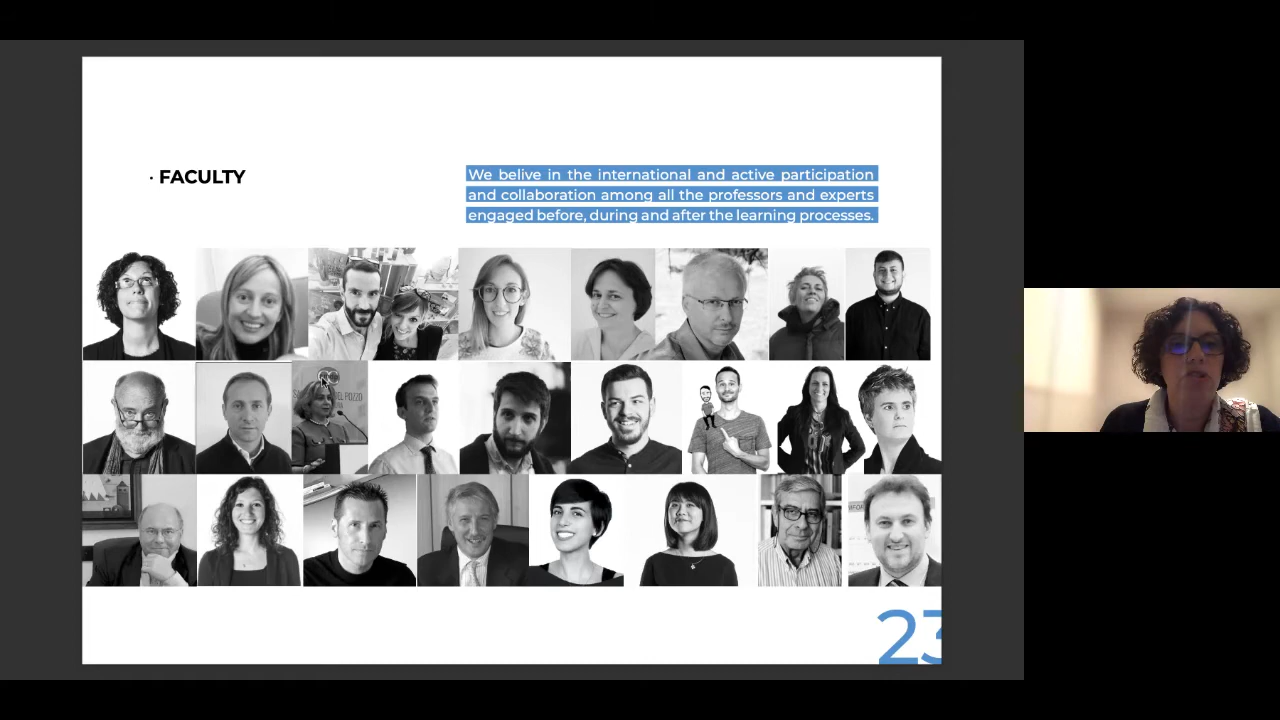 · FACULTY
We belive in the international and active participation
and collaboration among all the professors and experts
engaged before, during and after the learning processes.
23